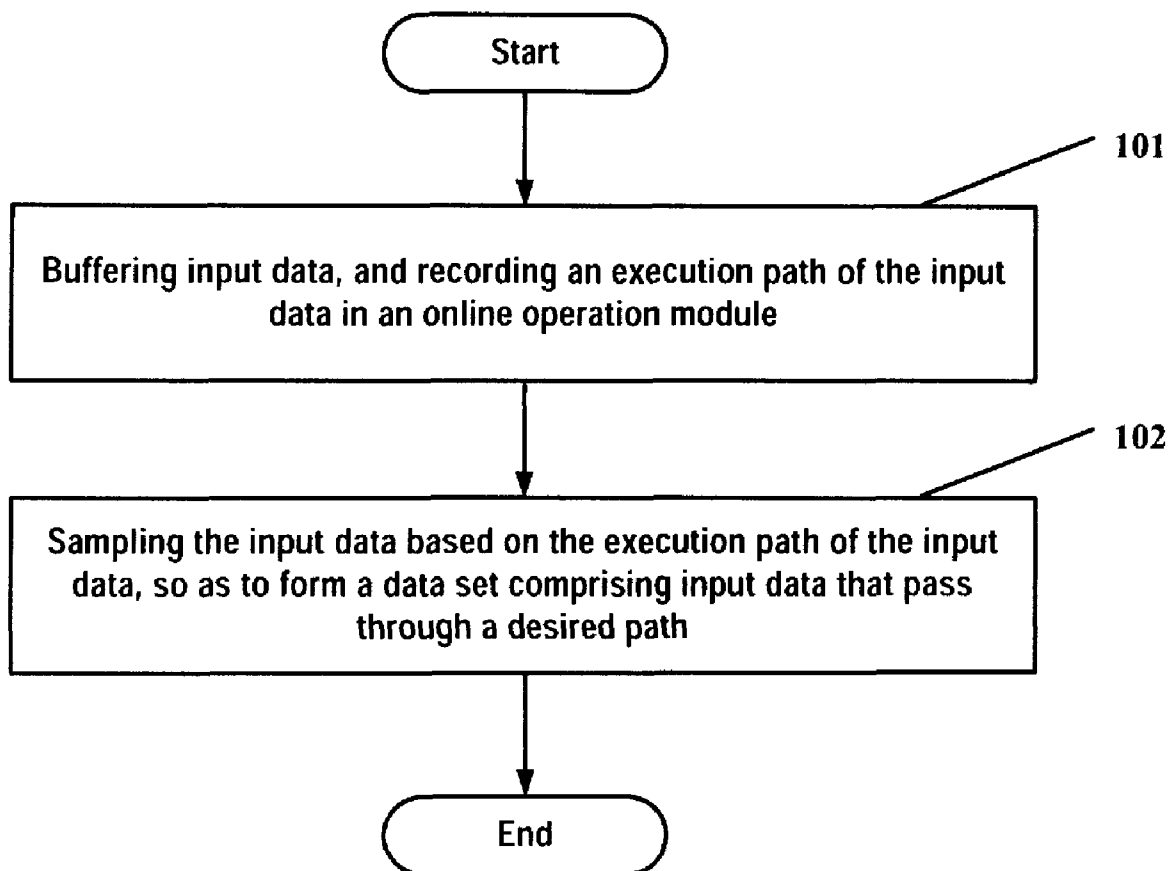 Start
101
Buffering input data, and recording an execution path of the input
data in an online operation module
102
Sampling the input data based on the execution path of the input
data, so as to form a data set comprising input data that pass
through a desired path
End